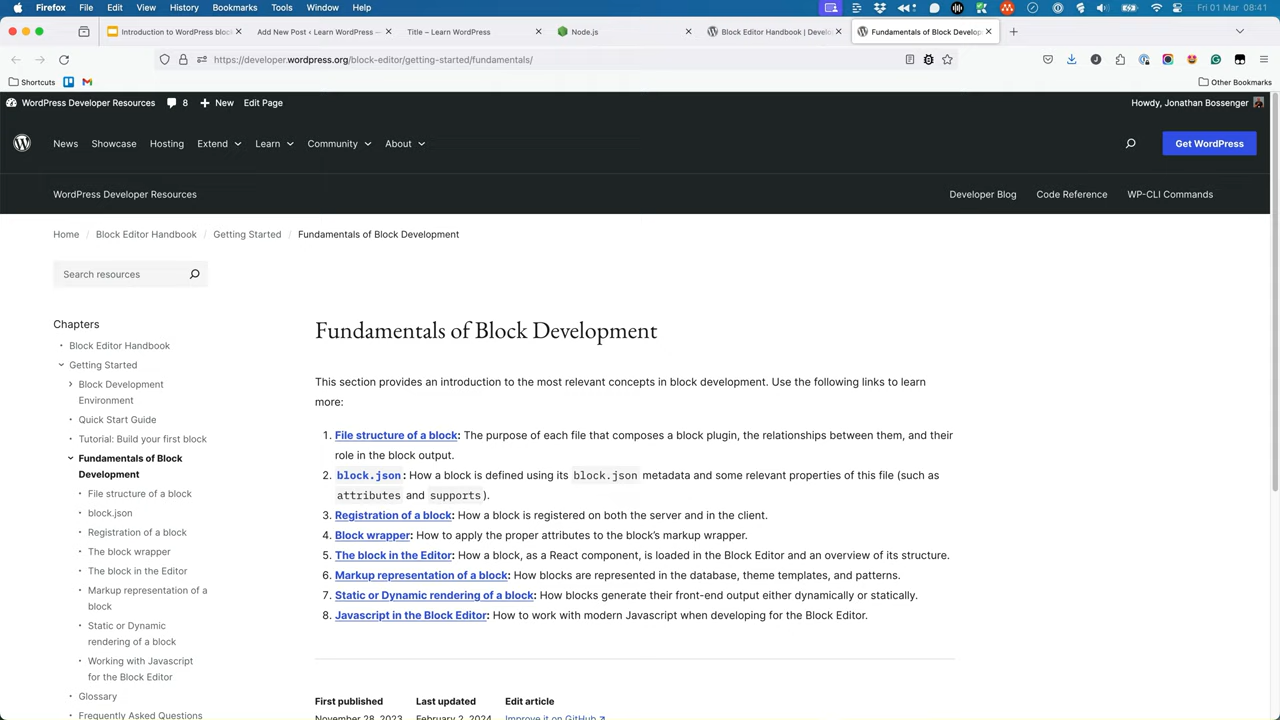 Firefox File Edit View History Bookmarks Tools Window Help Fri 01 Mar 08:41
Introduction to WordPress bloc Add New Post ‹ Learn WordPress — Title – Learn WordPress Node.js Block Editor Handbook | Develo Fundamentals of Block Develop
https://developer.wordpress.org/block-editor/getting-started/fundamentals/
Shortcuts Other Bookmarks
WordPress Developer Resources 8 New Edit Page Howdy, Jonathan Bossenger
News Showcase Hosting Extend Learn Community About Get WordPress
WordPress Developer Resources Developer Blog Code Reference WP-CLI Commands
Home / Block Editor Handbook / Getting Started / Fundamentals of Block Development
Search resources
Chapters
Block Editor Handbook
Getting Started
Block Development
Environment
Quick Start Guide
Tutorial: Build your first block
Fundamentals of Block
Development
File structure of a block
block.json
Registration of a block
The block wrapper
The block in the Editor
Markup representation of a
block
Static or Dynamic
rendering of a block
Working with Javascript
for the Block Editor
Glossary
Frequently Asked Questions
Fundamentals of Block Development
This section provides an introduction to the most relevant concepts in block development. Use the following links to learn
more:
1. File structure of a block: The purpose of each file that composes a block plugin, the relationships between them, and their
role in the block output.
2. block.json: How a block is defined using its block.json metadata and some relevant properties of this file (such as
attributes and supports).
3. Registration of a block: How a block is registered on both the server and in the client.
4. Block wrapper: How to apply the proper attributes to the block's markup wrapper.
5. The block in the Editor: How a block, as a React component, is loaded in the Block Editor and an overview of its structure.
6. Markup representation of a block: How blocks are represented in the database, theme templates, and patterns.
7. Static or Dynamic rendering of a block: How blocks generate their front-end output either dynamically or statically.
8. Javascript in the Block Editor: How to work with modern Javascript when developing for the Block Editor.
First published Last updated Edit article
November 28, 2023 February 2, 2024 Improve it on GitHub ↗